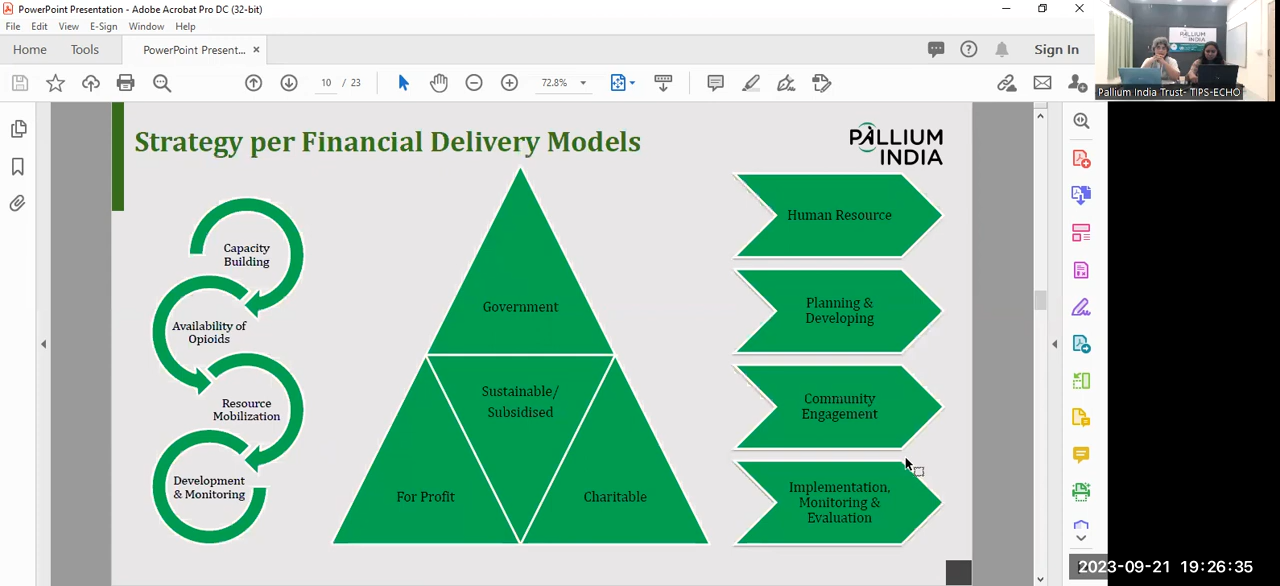 PowerPoint Presentation - Adobe Acrobat Pro DC (32-bit)
File Edit View E-Sign Window Help
Home Tools PowerPoint Present... × Sign In
10 / 23 72.8%
PALLIUM
INDIA
Pallium India Trust- TIPS-ECHO
Strategy per Financial Delivery Models
PALLIUM
INDIA
Capacity
Building
Availability of
Opioids
Resource
Mobilization
Development
& Monitoring
Government
Sustainable/
Subsidised
For Profit
Charitable
Human Resource
Planning &
Developing
Community
Engagement
Implementation,
Monitoring &
Evaluation
2023-09-21 19:26:35